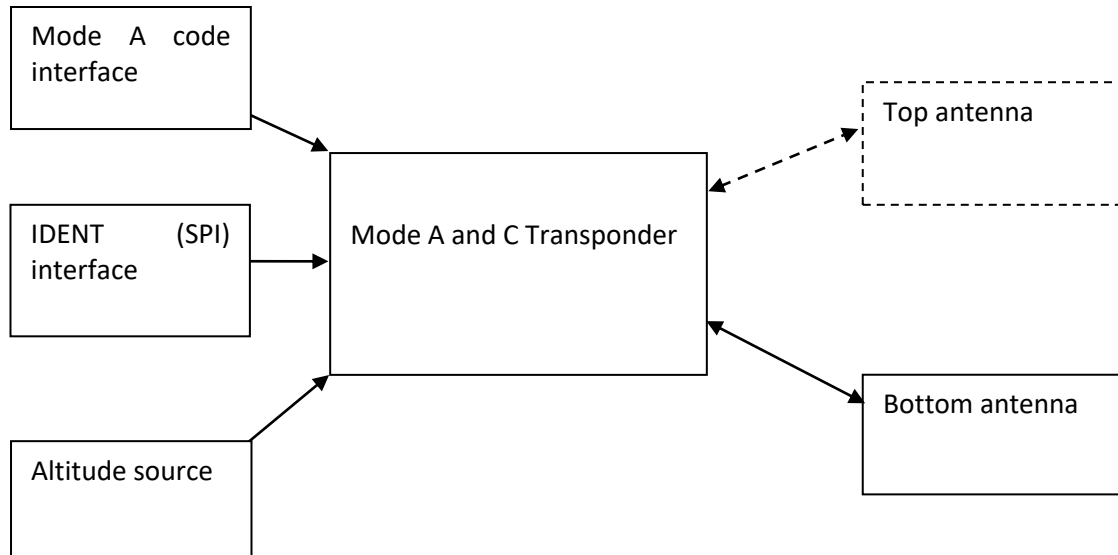 Mode A code
interface
Top antenna
IDENT (SPI)
interface
Mode A and C Transponder
Altitude source
Bottom antenna